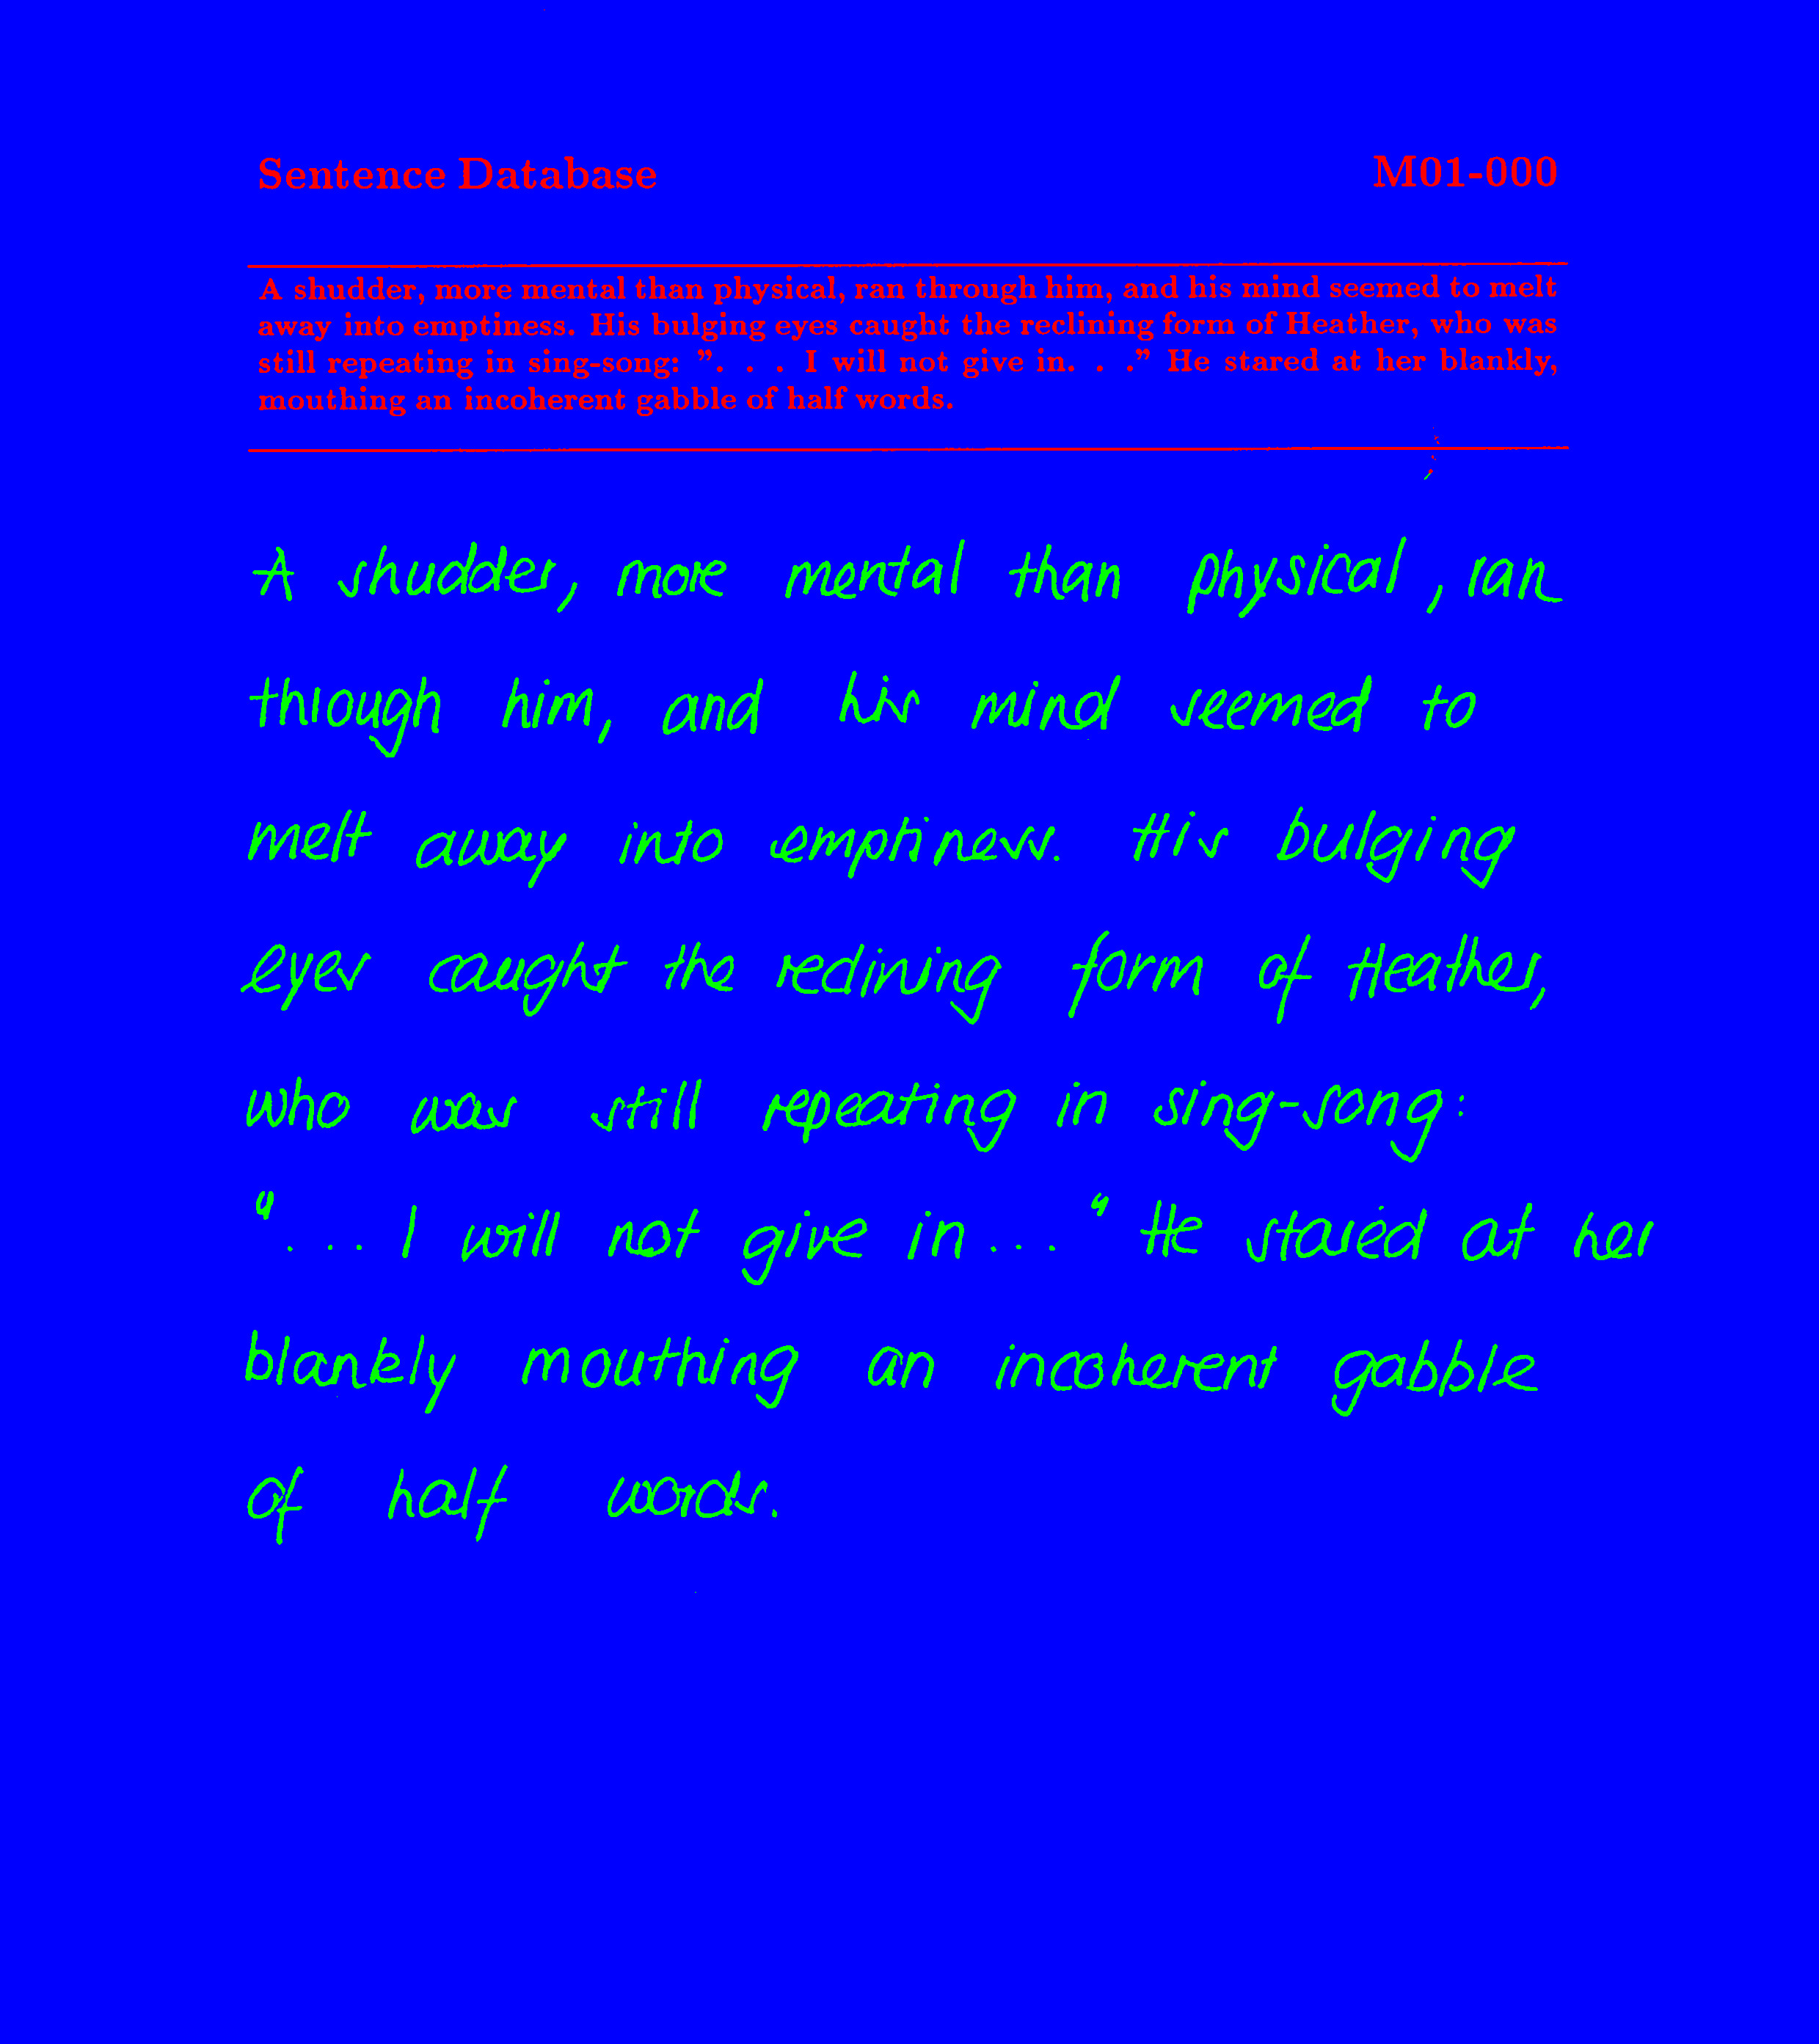 Sentence Database M01-000
A shudder, more mental than physical, ran through him, and his mind seemed to melt
away into emptiness. His bulging eyes caught the reclining form of Heather, who was
still repeating in sing-song: ". . . I will not give in. . ." He stared at her blankly,
mouthing an incoherent gabble of half words.
A shudder, more mental than physical, ran
through him, and his mind seemed to
melt away into emptiness. His bulging
eyes caught the reclining form of Heather,
who was still repeating in sing-song:
"... I will not give in..." He stared at her
blankly mouthing an incoherent gabble
of half words.